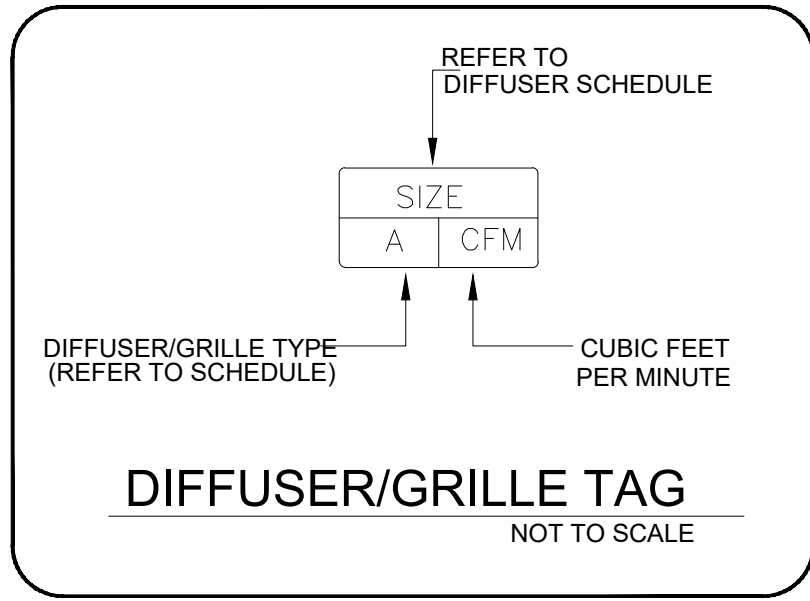 REFER TO
DIFFUSER SCHEDULE
SIZE
A
CFM
DIFFUSER/GRILLE TYPE
(REFER TO SCHEDULE)
CUBIC FEET
PER MINUTE
DIFFUSER/GRILLE TAG
NOT TO SCALE